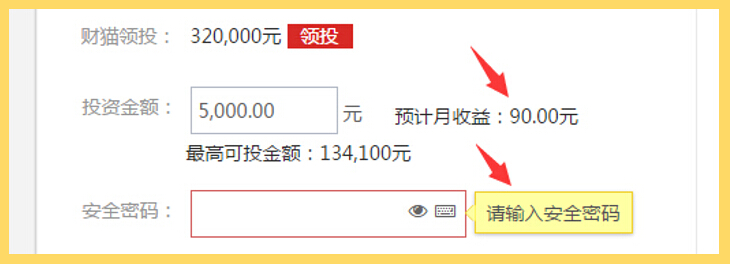 财猫领投： 320,000元 领投
投资金额： 5,000.00 元 预计月收益：90.00元
最高可投金额：134,100元
安全密码： 请输入安全密码